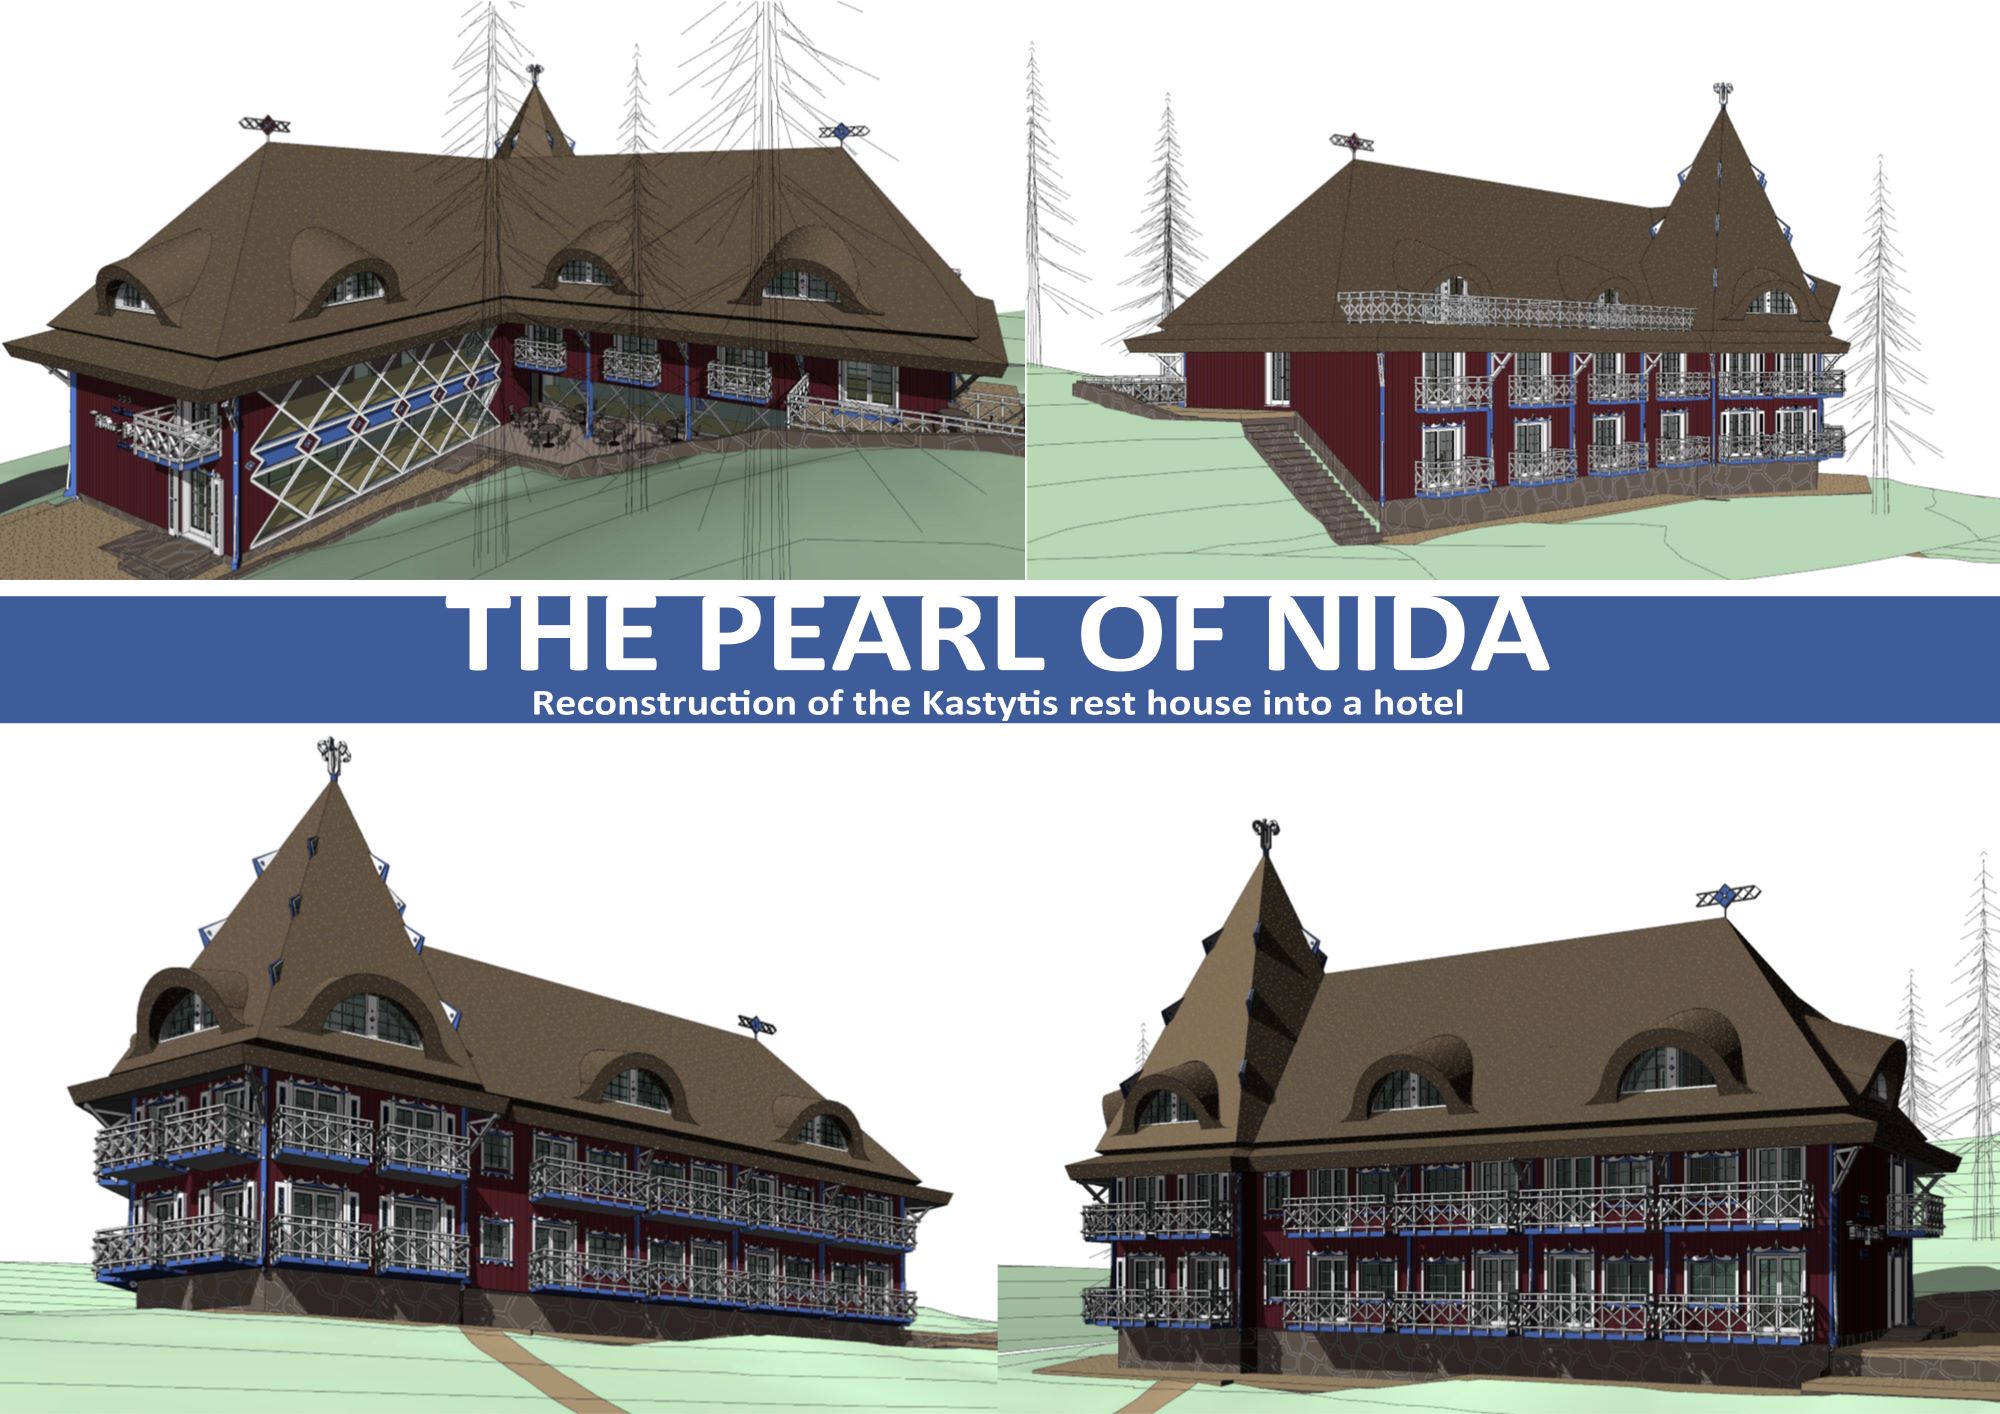 THE PEARL OF NIDA
Reconstruction of the Kastytis rest house into a hotel